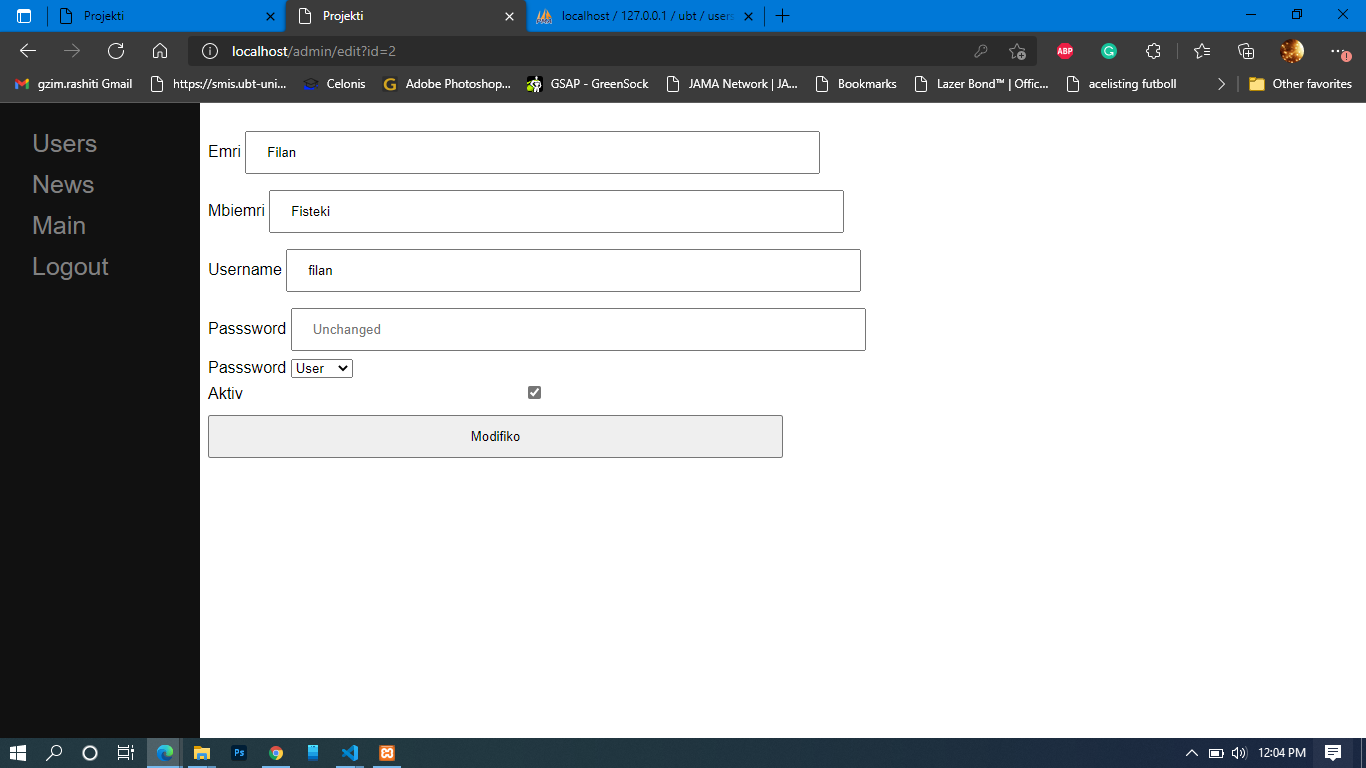 Projekti
Projekti
localhost / 127.0.0.1 / ubt / users
localhost/admin/edit?id=2
ABP
gzim.rashiti Gmail
https://smis.ubt-uni...
Celonis
Adobe Photoshop...
GSAP - GreenSock
JAMA Network | JA...
Bookmarks
Lazer Bond™ | Offic...
acelisting futboll
Other favorites
Users
News
Main
Logout
Emri Filan
Mbiemri Fisteki
Username filan
Passsword Unchanged
Passsword User
Aktiv
Modifiko
Ps
12:04 PM